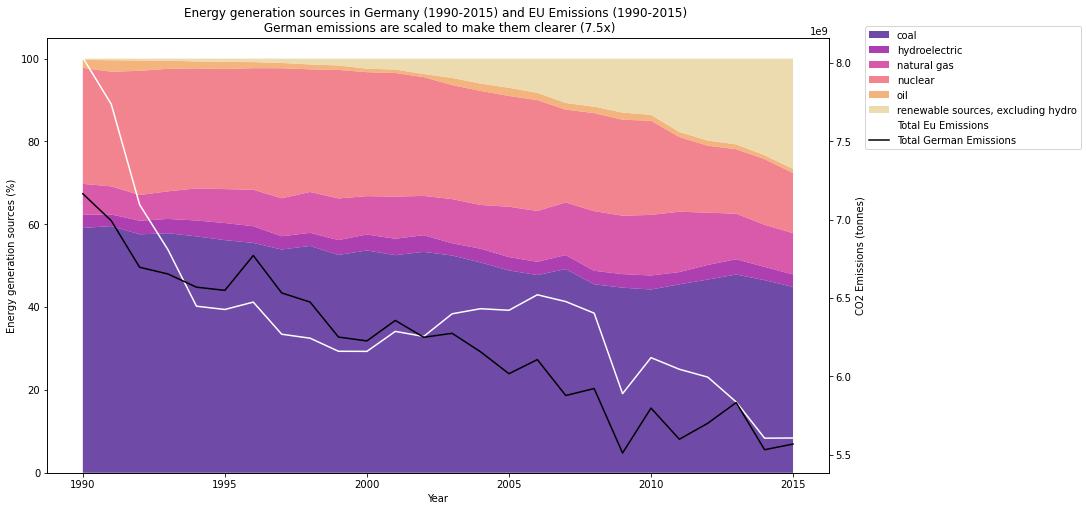 Energy generation sources in Germany (1990-2015) and EU Emissions (1990-2015)
German emissions are scaled to make them clearer (7.5x)
1e9
100
80
60
40
20
0
Energy generation sources (%)
1990
1995
2000
2005
2010
2015
Year
8.0
7.5
7.0
6.5
6.0
5.5
CO2 Emissions (tonnes)
coal
hydroelectric
natural gas
nuclear
oil
renewable sources, excluding hydro
Total Eu Emissions
Total German Emissions